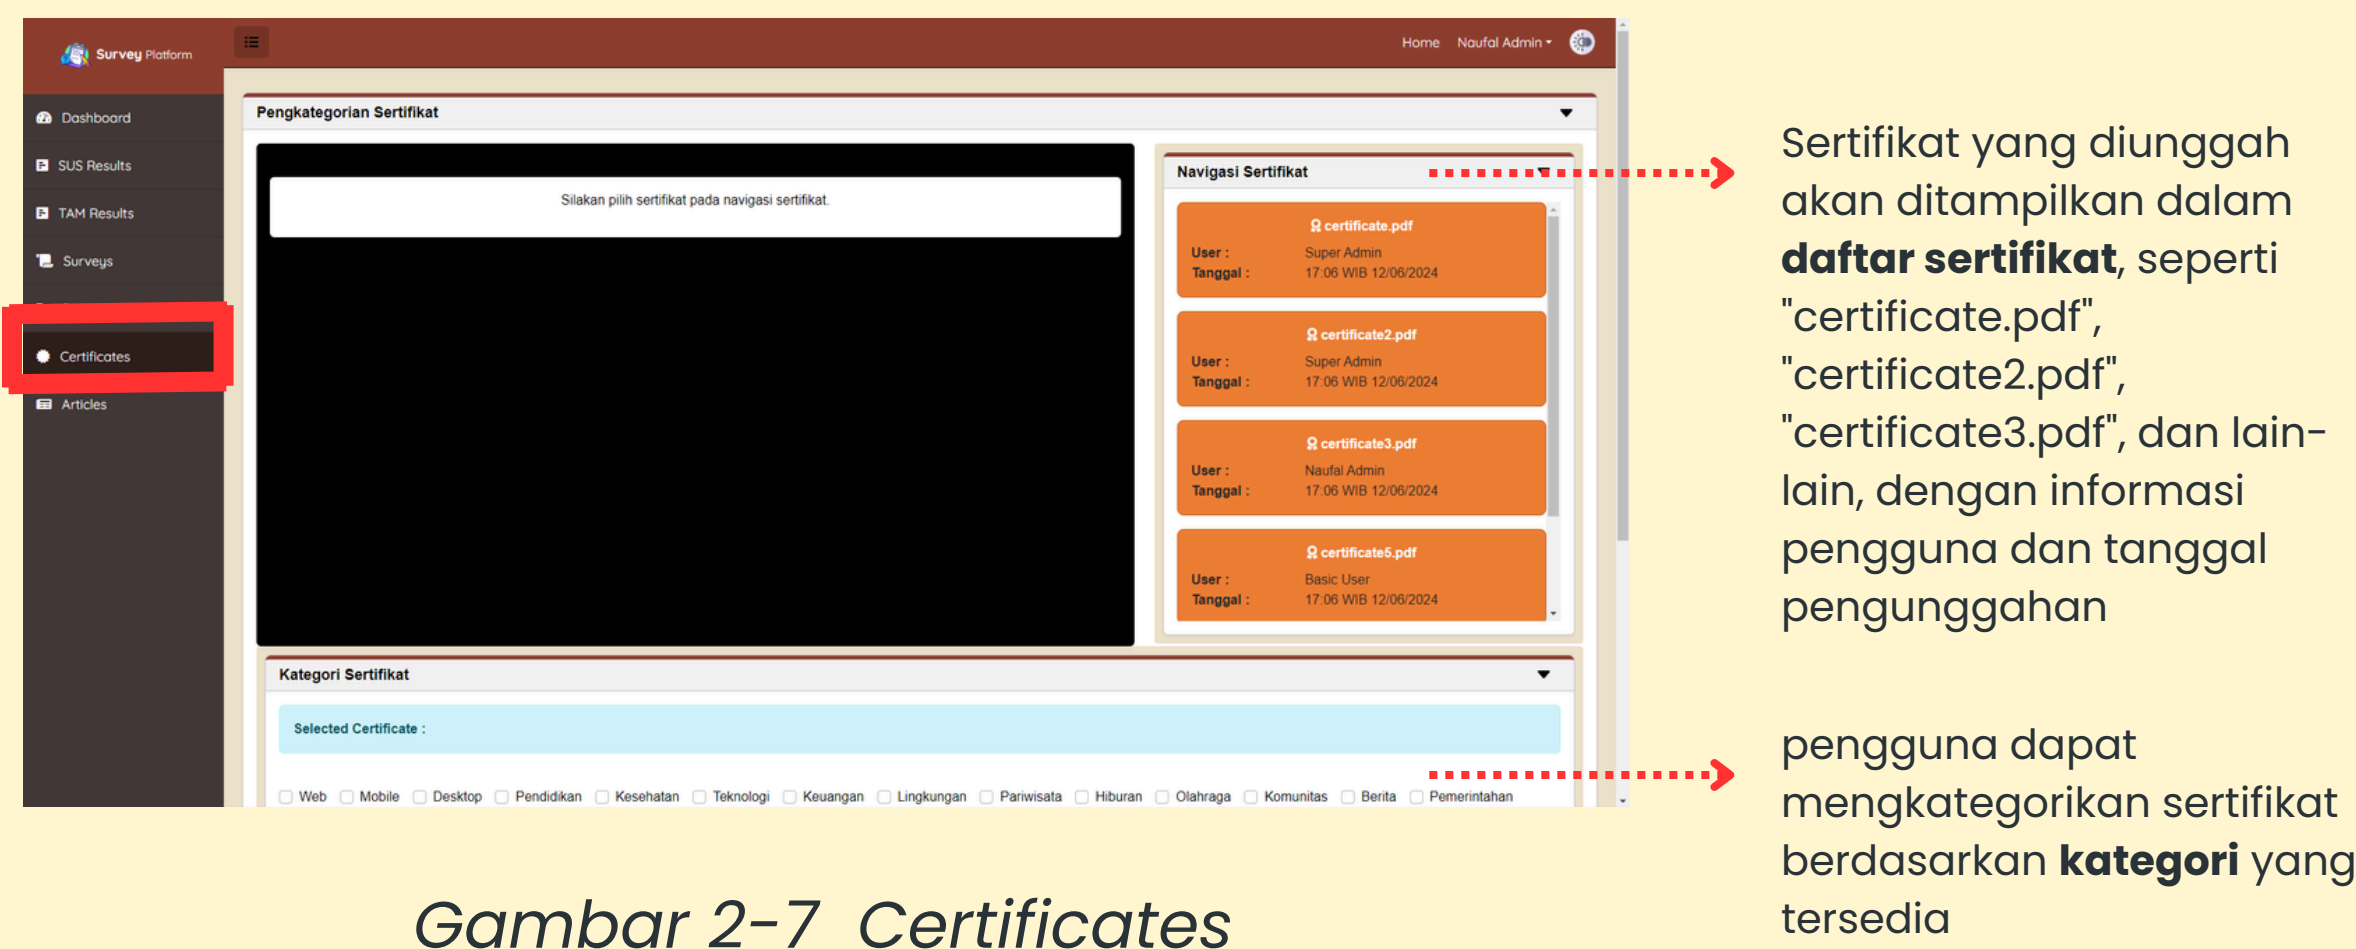 Survey Platform
Home Naufal Admin
Dashboard
SUS Results
TAM Results
Surveys
Certificates
Articles
Pengkategorian Sertifikat
Silakan pilih sertifikat pada navigasi sertifikat.
Navigasi Sertifikat
certificate.pdf
User : Super Admin
Tanggal : 17:06 WIB 12/06/2024
certificate2.pdf
User : Super Admin
Tanggal : 17:06 WIB 12/06/2024
certificate3.pdf
User : Naufal Admin
Tanggal : 17:06 WIB 12/06/2024
certificate5.pdf
User : Basic User
Tanggal : 17:06 WIB 12/06/2024
Kategori Sertifikat
Selected Certificate :
Web Mobile Desktop Pendidikan Kesehatan Teknologi Keuangan Lingkungan Pariwisata Hiburan Olahraga Komunitas Berita Pemerintahan
Sertifikat yang diunggah
akan ditampilkan dalam
daftar sertifikat, seperti
"certificate.pdf",
"certificate2.pdf",
"certificate3.pdf", dan lain-
lain, dengan informasi
pengguna dan tanggal
pengunggahan
pengguna dapat
mengkategorikan sertifikat
berdasarkan kategori yang
tersedia
Gambar 2-7 Certificates